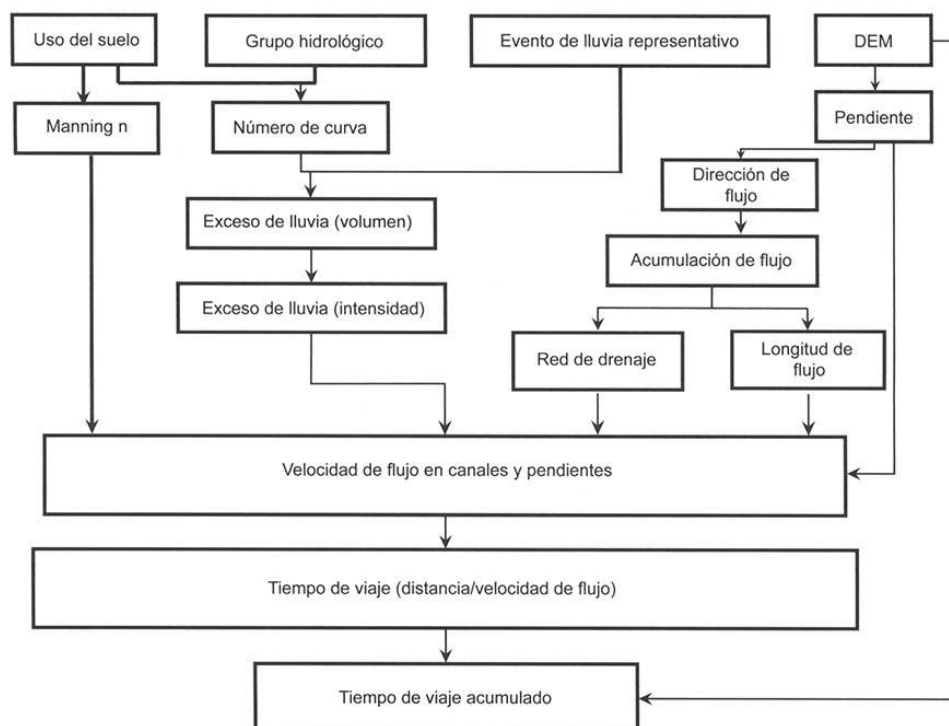 Uso del suelo
Grupo hidrológico
Evento de lluvia representativo
DEM
Manning n
Número de curva
Pendiente
Dirección de
flujo
Exceso de lluvia (volumen)
Acumulación de flujo
Exceso de lluvia (intensidad)
Red de drenaje
Longitud de
flujo
Velocidad de flujo en canales y pendientes
Tiempo de viaje (distancia/velocidad de flujo)
Tiempo de viaje acumulado